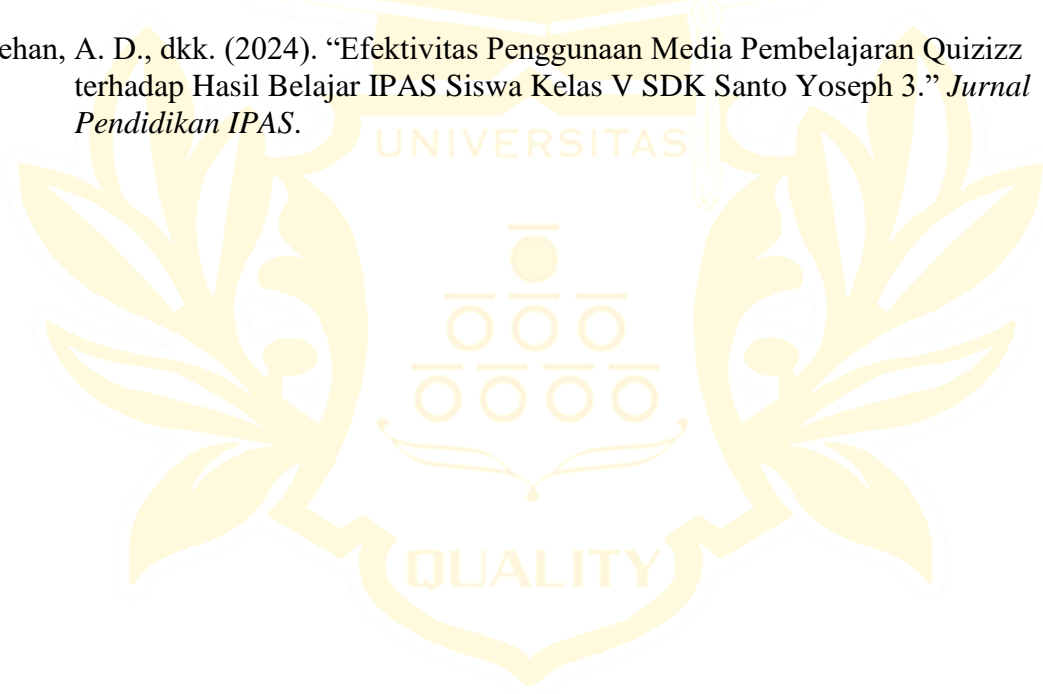 ehan, A. D., dkk. (2024). “Efektivitas Penggunaan Media Pembelajaran Quizizz
terhadap Hasil Belajar IPAS Siswa Kelas V SDK Santo Yoseph 3.” Jurnal
Pendidikan IPAS.
UNIVERSITAS
QUALITY